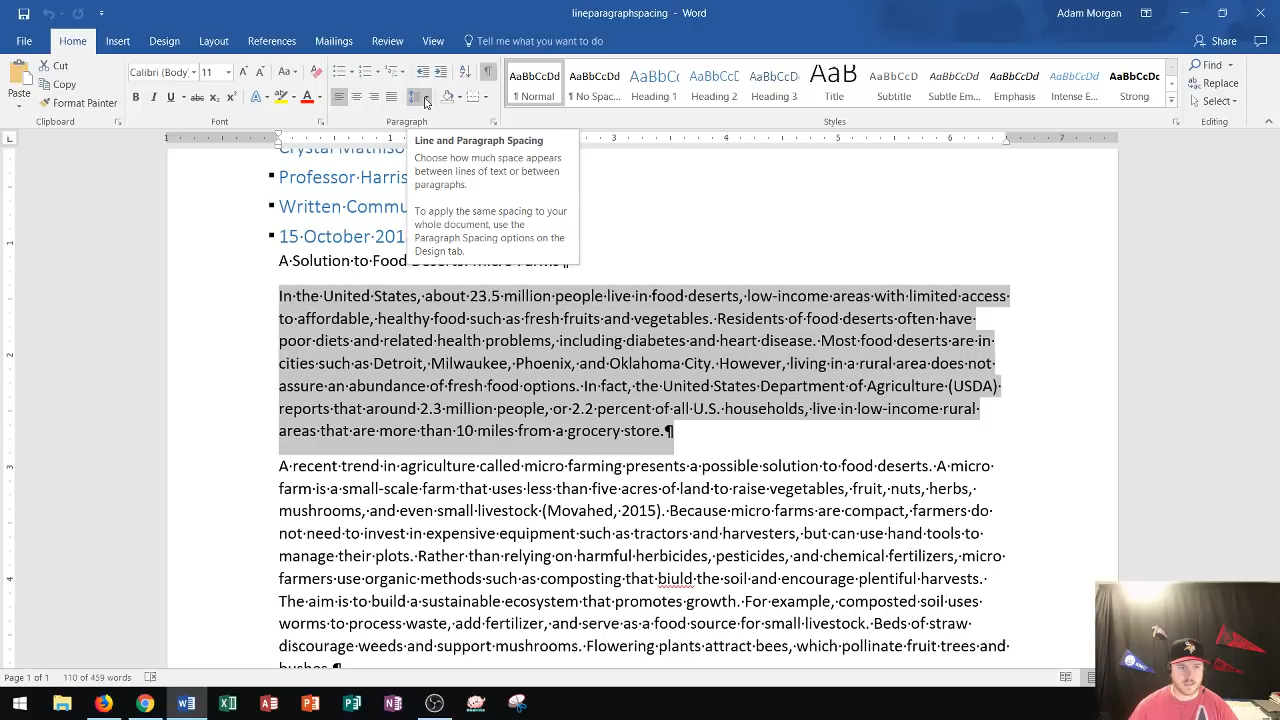 lineparagraphspacing - Word
Adam Morgan
File Home Insert Design Layout References Mailings Review View Tell me what you want to do Share
Paste
Cut
Copy
Format Painter
Clipboard
Calibri (Body) 11
Font
Paragraph
AaBbCcDd AaBbCcDd AaBbC AaBbCcD AaBbCcD AaB AaBbCcD AaBbCcDd AaBbCcDd AaBbCcDd AaBbCcDd
¶ Normal ¶ No Spac... Heading 1 Heading 2 Heading 3 Title Subtitle Subtle Em... Emphasis Intense E... Strong
Styles
Find
Replace
Select
Editing
1 1 3 4 5 6 7
Line and Paragraph Spacing
Choose how much space appears
between lines of text or between
paragraphs.
To apply the same spacing to your
whole document, use the
Paragraph Spacing options on the
Design tab.
Professor·Harris
Written·Commu
15·October·201
A·Solution·to·Food·Deserts:·Micro·Farms¶
In·the·United·States,·about·23.5·million·people·live·in·food·deserts,·low-income·areas·with·limited·access·
to·affordable,·healthy·food·such·as·fresh·fruits·and·vegetables.·Residents·of·food·deserts·often·have·
poor·diets·and·related·health·problems,·including·diabetes·and·heart·disease.·Most·food·deserts·are·in·
cities·such·as·Detroit,·Milwaukee,·Phoenix,·and·Oklahoma·City.·However,·living·in·a·rural·area·does·not·
assure·an·abundance·of·fresh·food·options.·In·fact,·the·United·States·Department·of·Agriculture·(USDA)·
reports·that·around·2.3·million·people,·or·2.2·percent·of·all·U.S.·households,·live·in·low-income·rural·
areas·that·are·more·than·10·miles·from·a·grocery·store.¶
A·recent·trend·in·agriculture·called·micro·farming·presents·a·possible·solution·to·food·deserts.·A·micro·
farm·is·a·small-scale·farm·that·uses·less·than·five·acres·of·land·to·raise·vegetables,·fruit,·nuts,·herbs,·
mushrooms,·and·even·small·livestock·(Movahed,·2015).·Because·micro·farms·are·compact,·farmers·do·
not·need·to·invest·in·expensive·equipment·such·as·tractors·and·harvesters,·but·can·use·hand·tools·to·
manage·their·plots.·Rather·than·relying·on·harmful·herbicides,·pesticides,·and·chemical·fertilizers,·micro·
farmers·use·organic·methods·such·as·composting·that·biuld·the·soil·and·encourage·plentiful·harvests.·
The·aim·is·to·build·a·sustainable·ecosystem·that·promotes·growth.·For·example,·composted·soil·uses·
worms·to·process·waste,·add·fertilizer,·and·serve·as·a·food·source·for·small·livestock.·Beds·of·straw·
discourage·weeds·and·support·mushrooms.·Flowering·plants·attract·bees,·which·pollinate·fruit·trees·and·
bushes.¶
Page 1 of 1 110 of 459 words